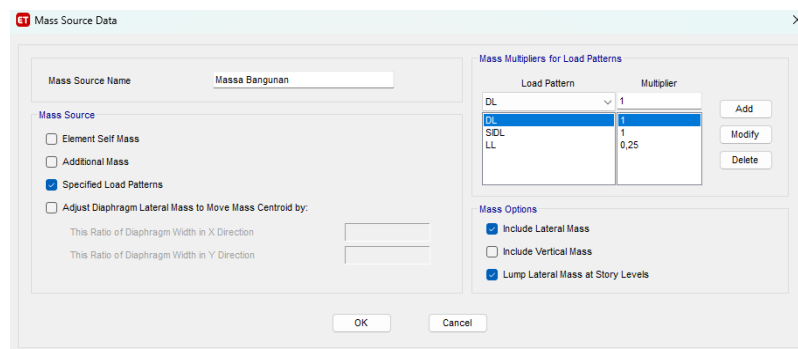 ET Mass Source Data
Mass Source Name Massa Bangunan
Mass Source
Element Self Mass
Additional Mass
Specified Load Patterns
Adjust Diaphragm Lateral Mass to Move Mass Centroid by:
This Ratio of Diaphragm Width in X Direction
This Ratio of Diaphragm Width in Y Direction
Mass Multipliers for Load Patterns
Load Pattern Multiplier
DL 1 Add
DL 1
SIDL 1 Modify
LL 0,25
Delete
Mass Options
Include Lateral Mass
Include Vertical Mass
Lump Lateral Mass at Story Levels
OK Cancel